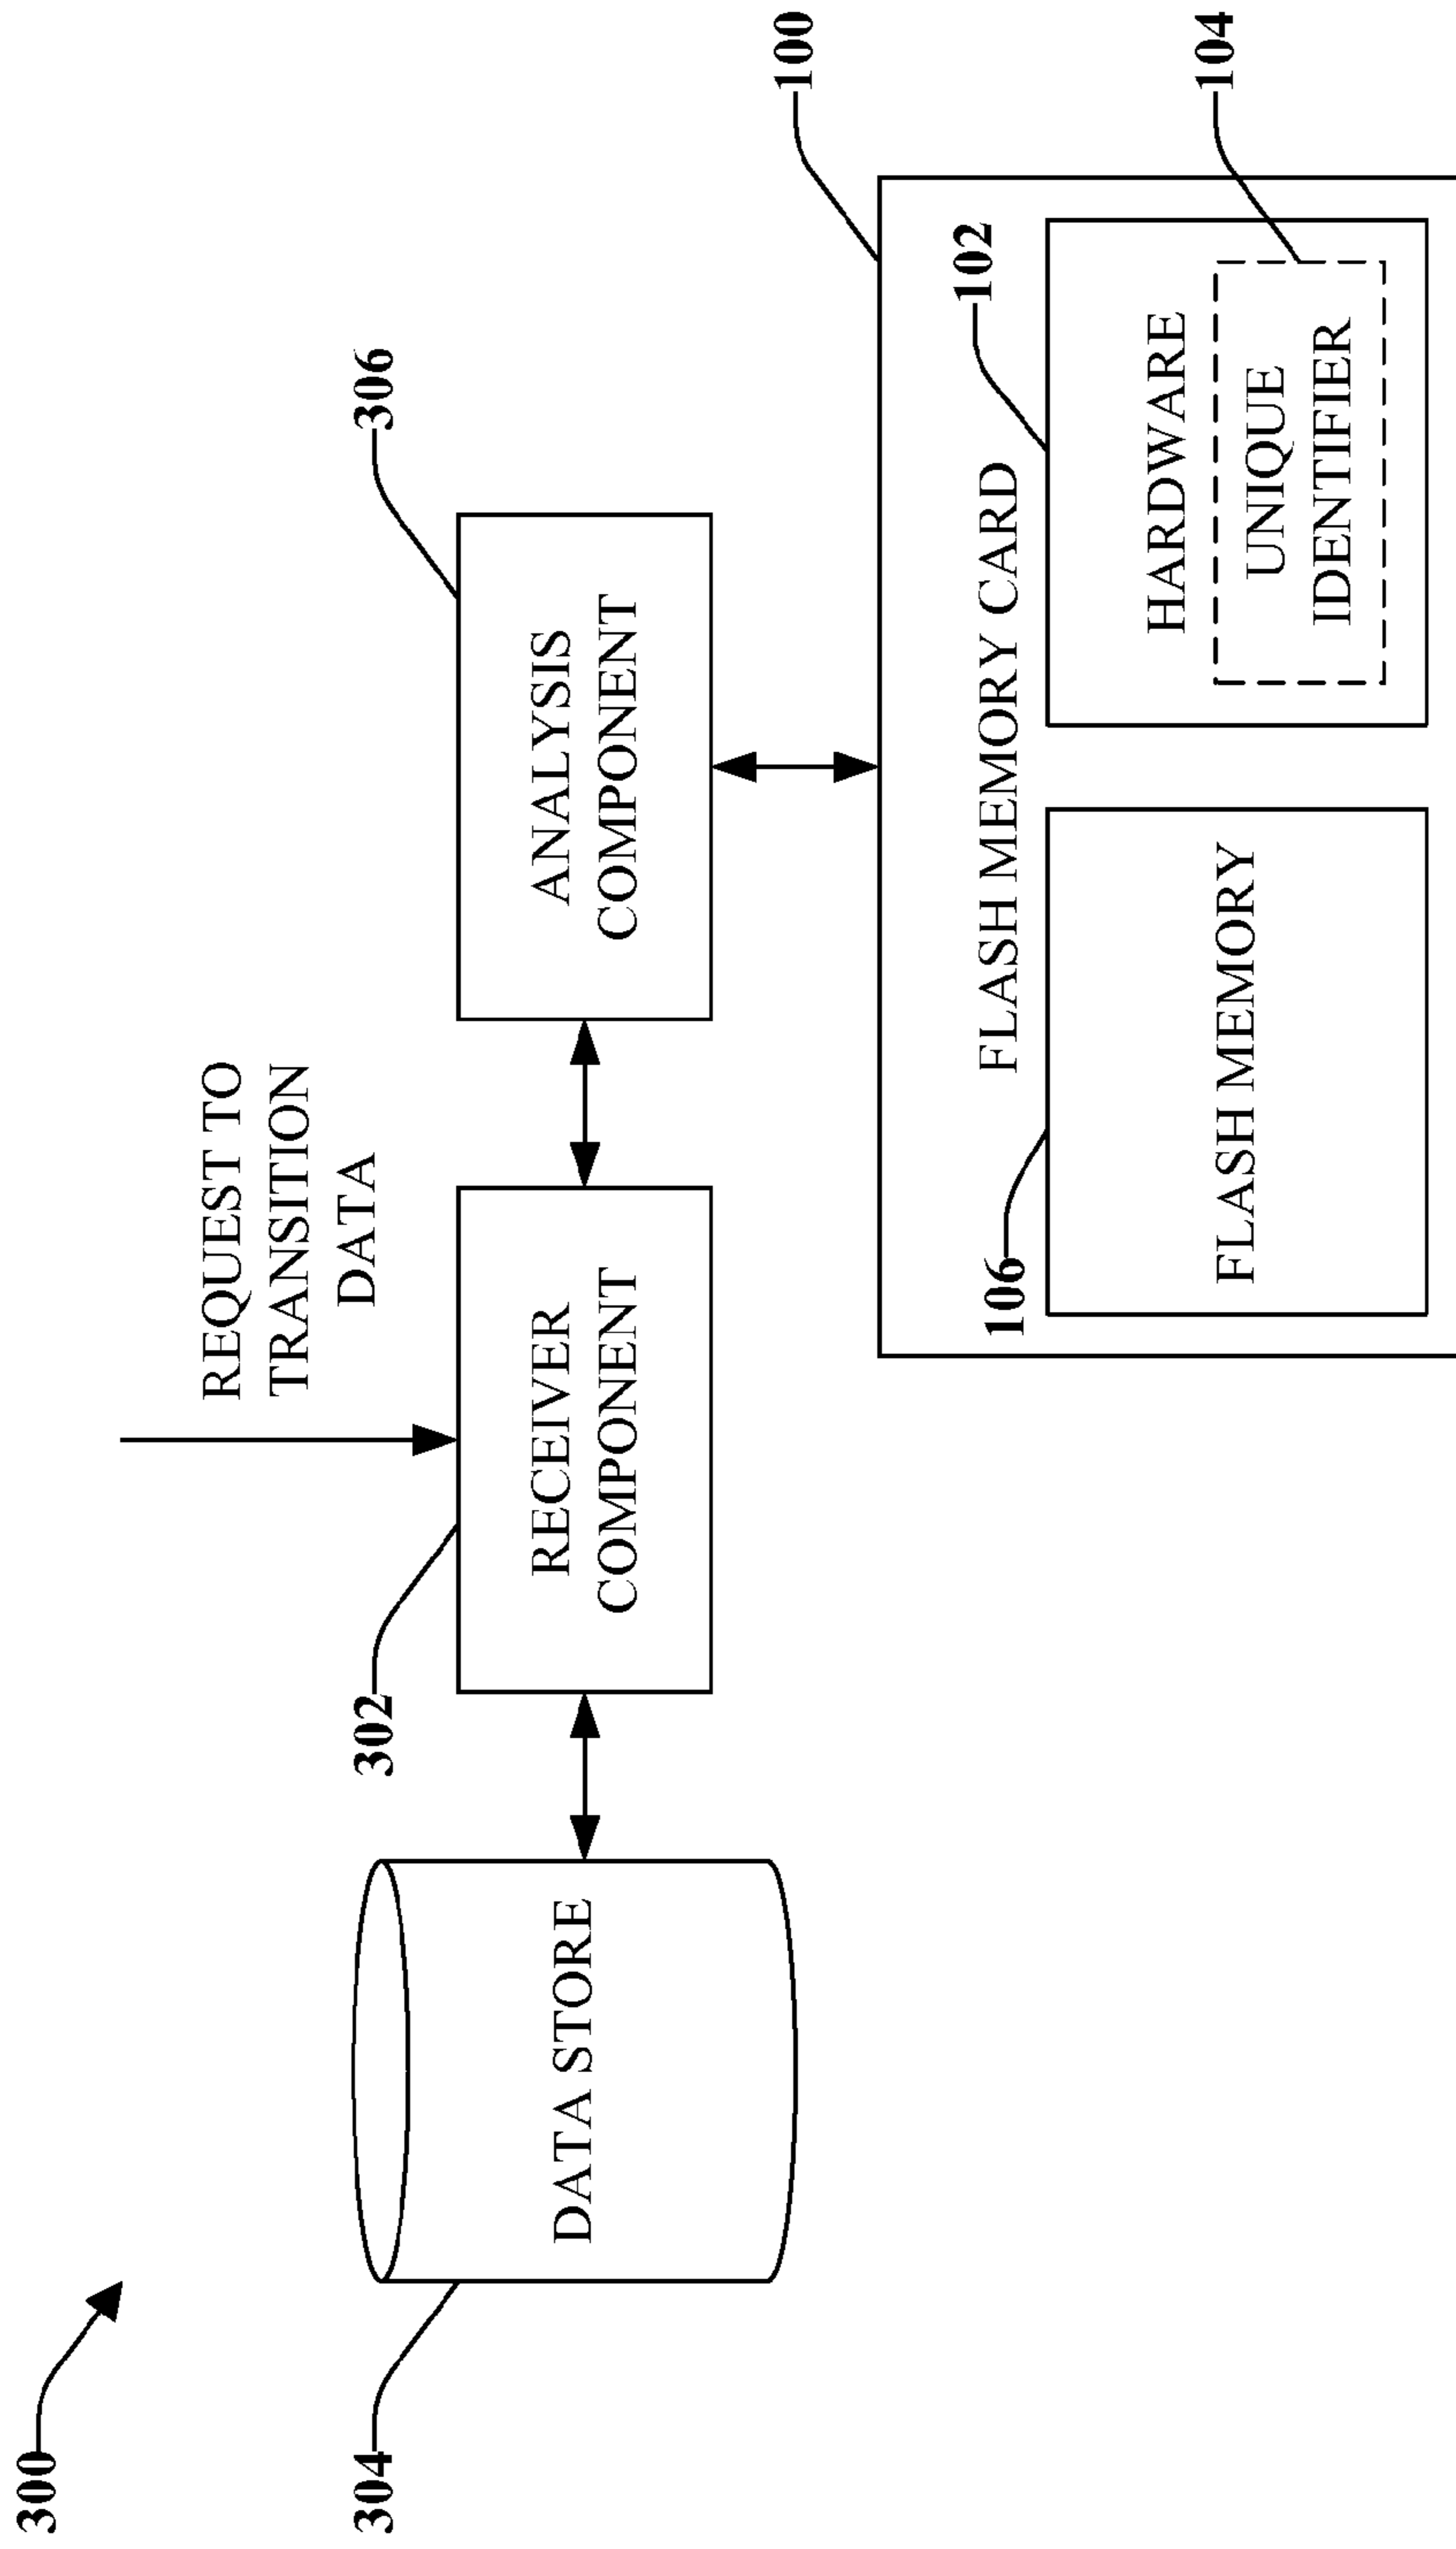 300
REQUEST TO
TRANSITION
DATA
304
302
306
DATA STORE
RECEIVER
COMPONENT
ANALYSIS
COMPONENT
100
FLASH MEMORY CARD
106
102
FLASH MEMORY
HARDWARE
104
UNIQUE
IDENTIFIER